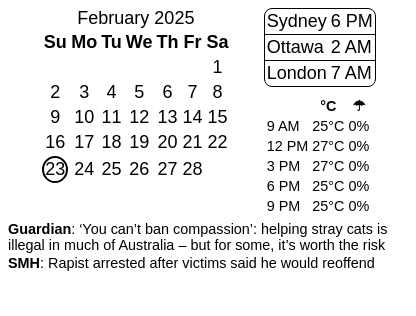 February 2025
Su Mo Tu We Th Fr Sa
1
2 3 4 5 6 7 8
9 10 11 12 13 14 15
16 17 18 19 20 21 22
23 24 25 26 27 28
Sydney 6 PM
Ottawa 2 AM
London 7 AM
°C ☂
9 AM 25°C 0%
12 PM 27°C 0%
3 PM 27°C 0%
6 PM 25°C 0%
9 PM 25°C 0%
Guardian: ‘You can’t ban compassion’: helping stray cats is
illegal in much of Australia – but for some, it’s worth the risk
SMH: Rapist arrested after victims said he would reoffend